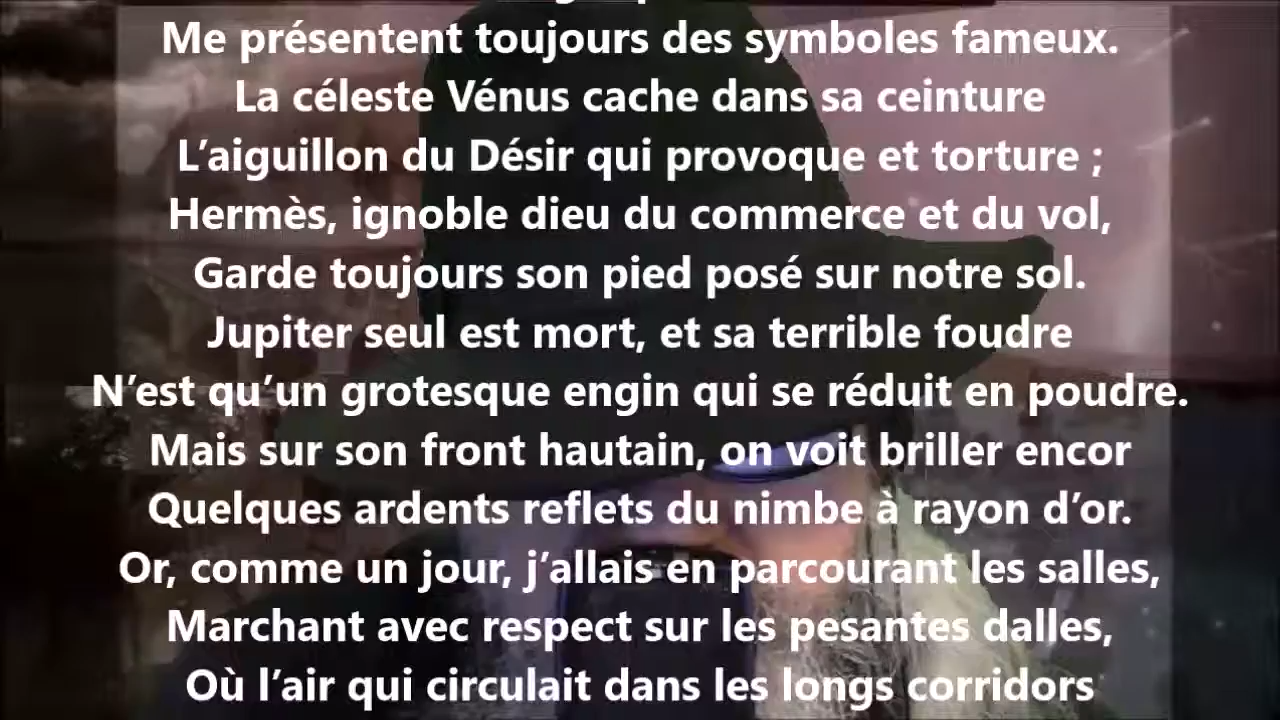 Me présentent toujours des symboles fameux.
La céleste Vénus cache dans sa ceinture
L’aiguillon du Désir qui provoque et torture ;
Hermès, ignoble dieu du commerce et du vol,
Garde toujours son pied posé sur notre sol.
Jupiter seul est mort, et sa terrible foudre
N’est qu’un grotesque engin qui se réduit en poudre.
Mais sur son front hautain, on voit briller encor
Quelques ardents reflets du nimbe à rayon d’or.
Or, comme un jour, j’allais en parcourant les salles,
Marchant avec respect sur les pesantes dalles,
Où l’air qui circulait dans les longs corridors